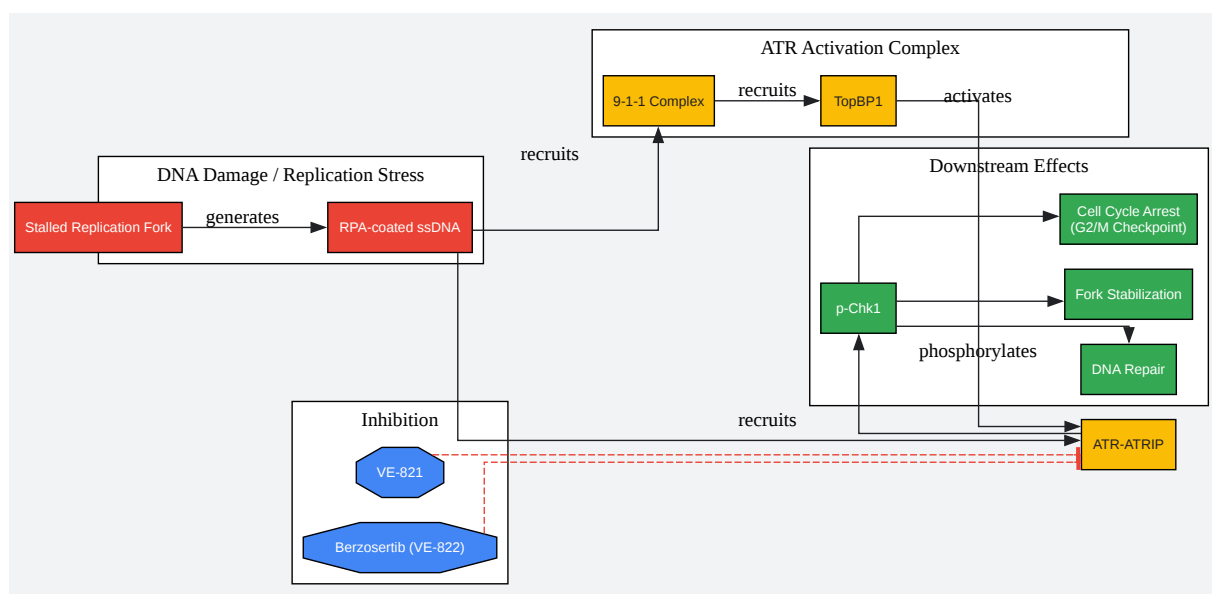 ATR Activation Complex
9-1-1 Complex
recruits
TopBP1
activates
recruits
DNA Damage / Replication Stress
Stalled Replication Fork
generates
RPA-coated ssDNA
Downstream Effects
Cell Cycle Arrest
(G2/M Checkpoint)
Fork Stabilization
p-Chk1
phosphorylates
DNA Repair
Inhibition
recruits
ATR-ATRIP
VE-821
Berzosertib (VE-822)